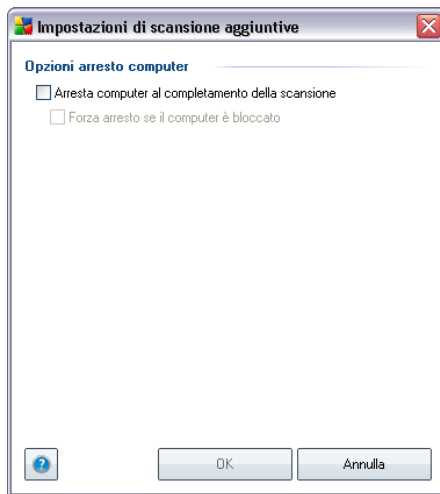 Impostazioni di scansione aggiuntive
Opzioni arresto computer
Arresta computer al completamento della scansione
Forza arresto se il computer è bloccato
?
OK
Annulla